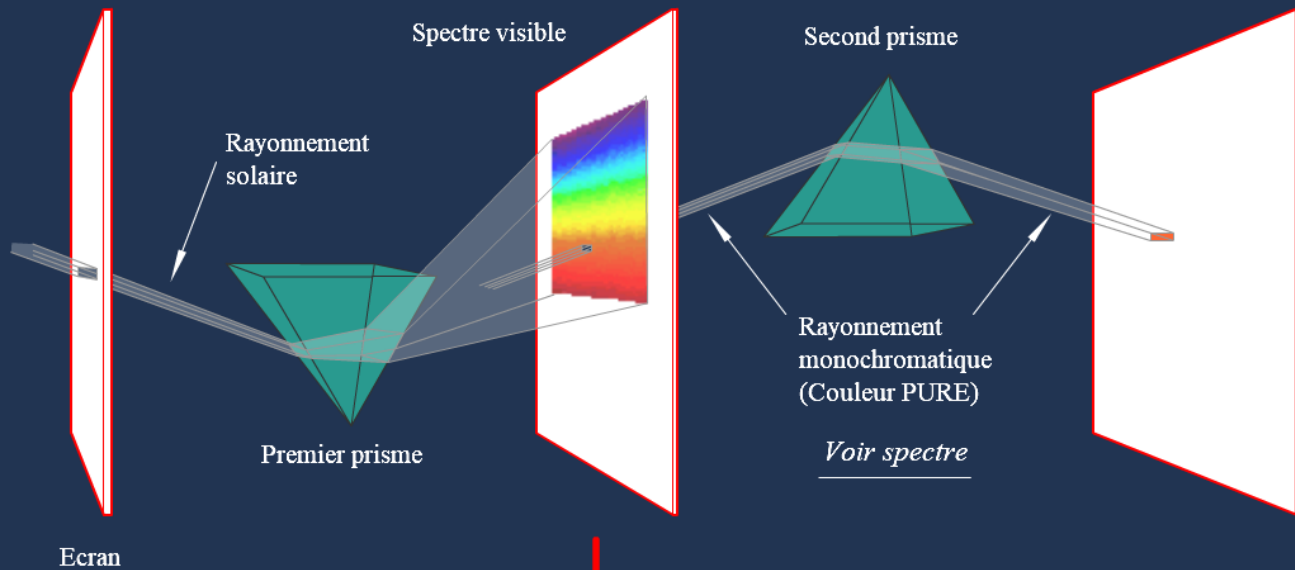 Spectre visible
Second prisme
Rayonnement
solaire
Rayonnement
monochromatique
(Couleur PURE)
Premier prisme
Voir spectre
Ecran